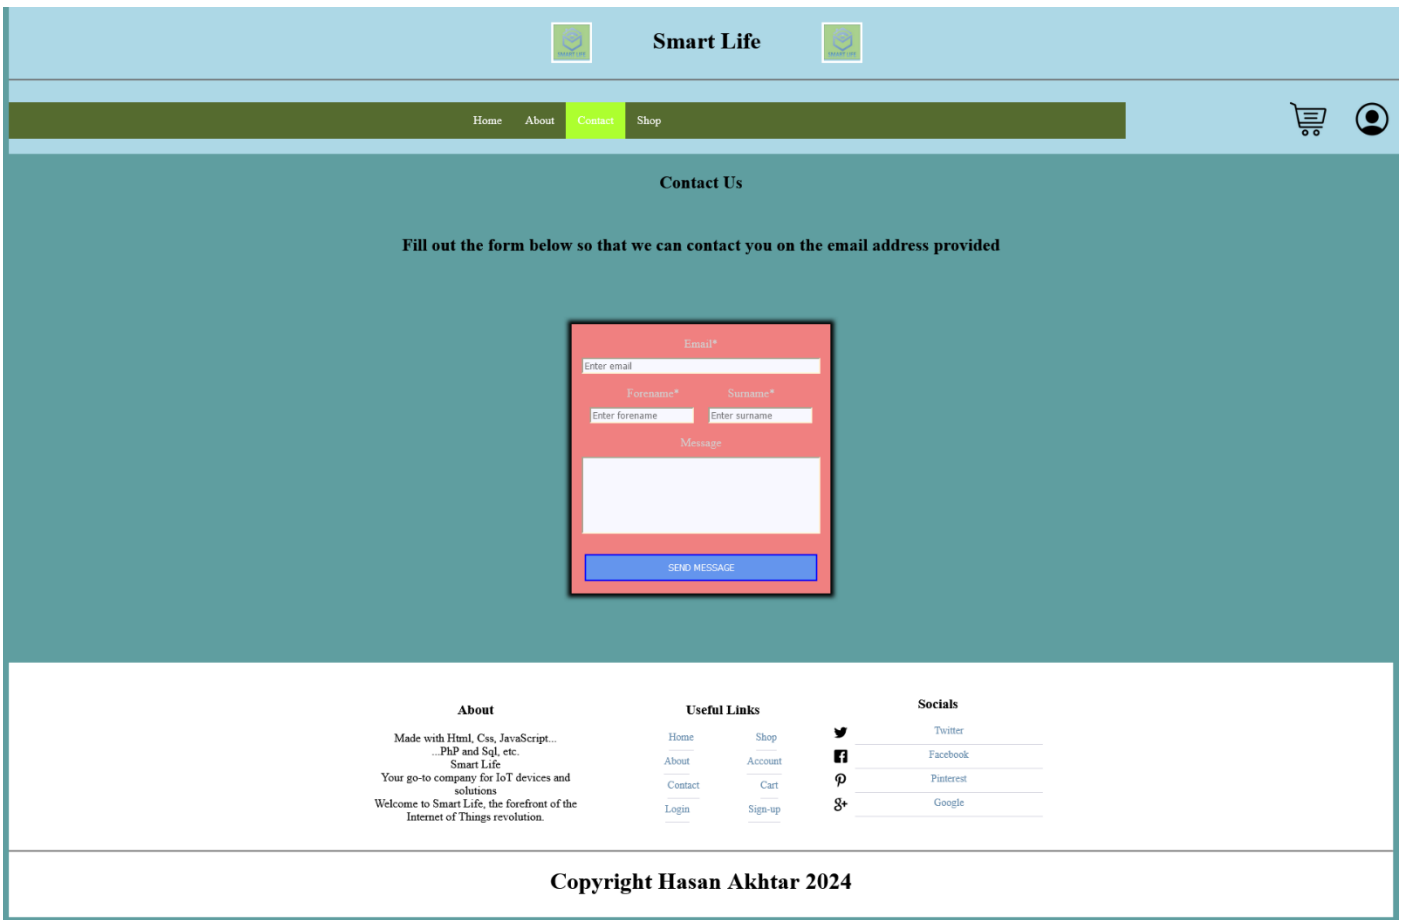 SMART LIFE
Smart Life
SMART LIFE
Home About Contact Shop
Contact Us
Fill out the form below so that we can contact you on the email address provided
Email*
Enter email
Forename* Surname*
Enter forename Enter surname
Message
SEND MESSAGE
About
Made with Html, Css, JavaScript...
...PhP and Sql, etc.
Smart Life
Your go-to company for IoT devices and
solutions
Welcome to Smart Life, the forefront of the
Internet of Things revolution.
Useful Links
Home Shop
About Account
Contact Cart
Login Sign-up
Socials
Twitter
Facebook
Pinterest
Google
Copyright Hasan Akhtar 2024